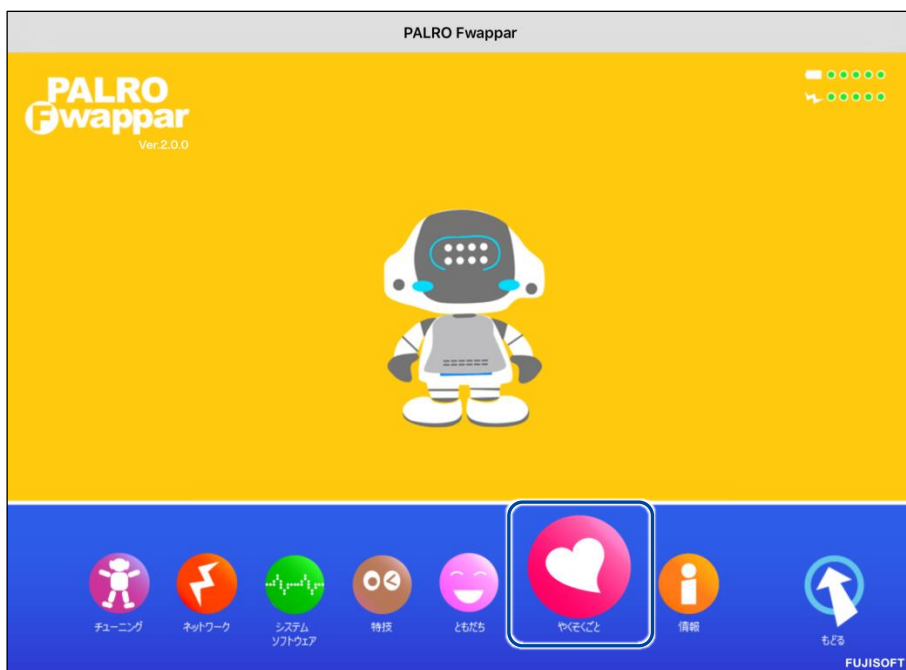 PALRO Fwappar
PALRO
Fwappar
Ver.2.0.0
チューニング
ネットワーク
システム
ソフトウェア
特技
ともだち
やくそくごと
情報
もどる
FUJISOFT